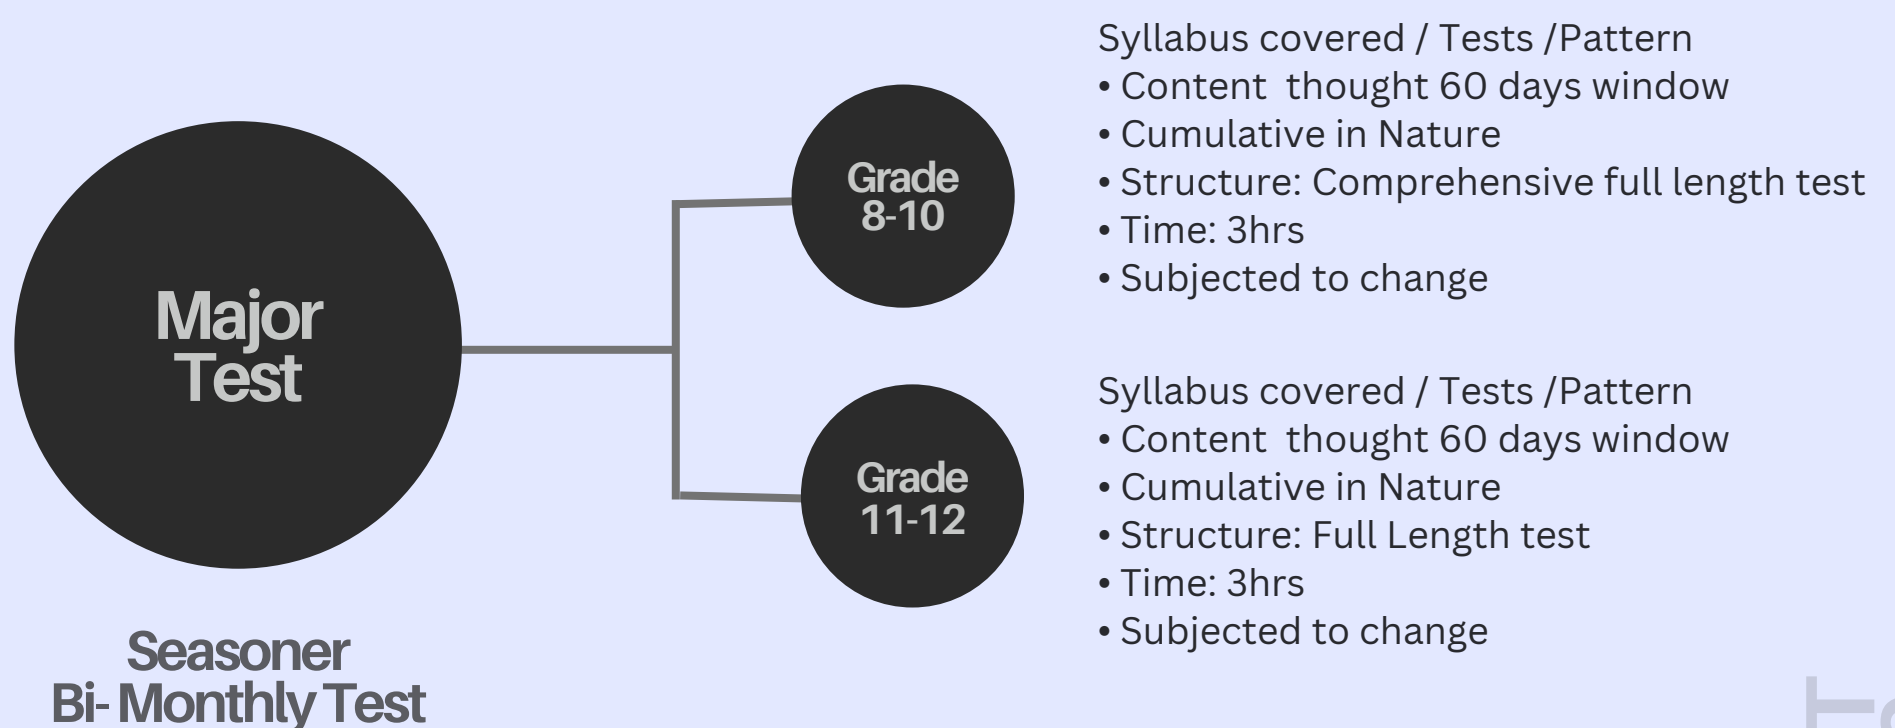 Major
Test
Seasoner
Bi- Monthly Test
Grade
8-10
Syllabus covered / Tests /Pattern
• Content  thought 60 days window
• Cumulative in Nature
• Structure: Comprehensive full length test
• Time: 3hrs
• Subjected to change
Grade
11-12
Syllabus covered / Tests /Pattern
• Content  thought 60 days window
• Cumulative in Nature
• Structure: Full Length test
• Time: 3hrs
• Subjected to change